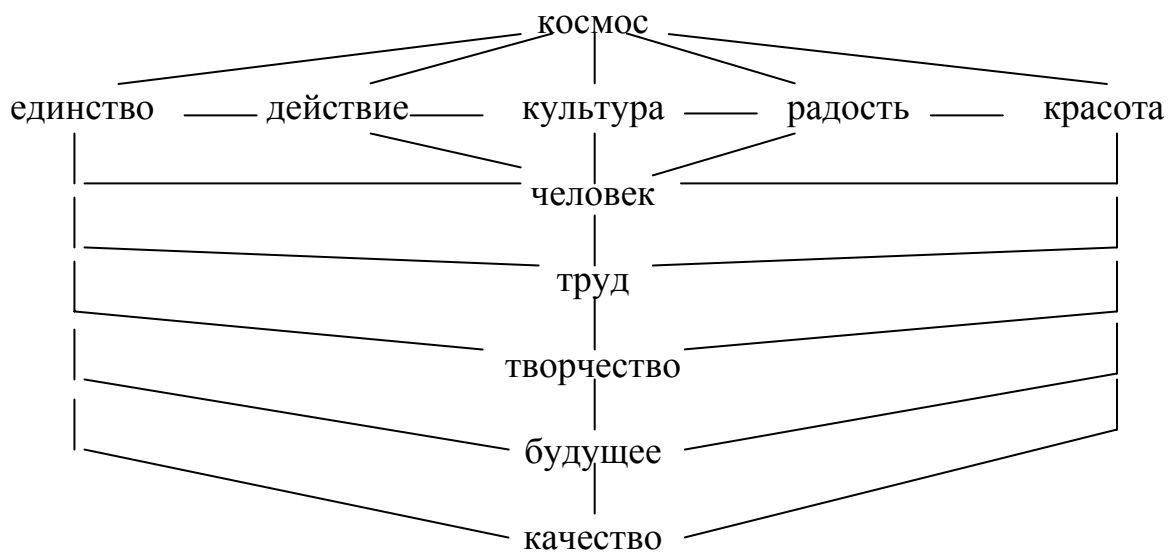 космос
единство действие культура радость красота
человек
труд
творчество
будущее
качество